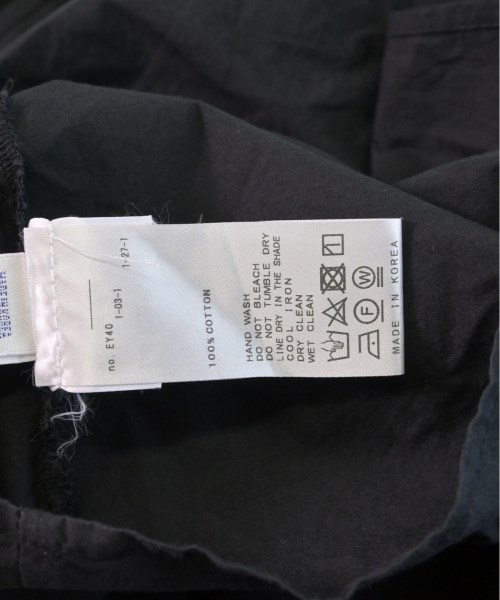 no. EY40
1-03-1
1-27-1
100% COTTON
HAND WASH
DO NOT BLEACH
DO NOT TUMBLE DRY
LINE DRY IN THE SHADE
COOL IRON
DRY CLEAN
WET CLEAN
F W
MADE IN KOREA